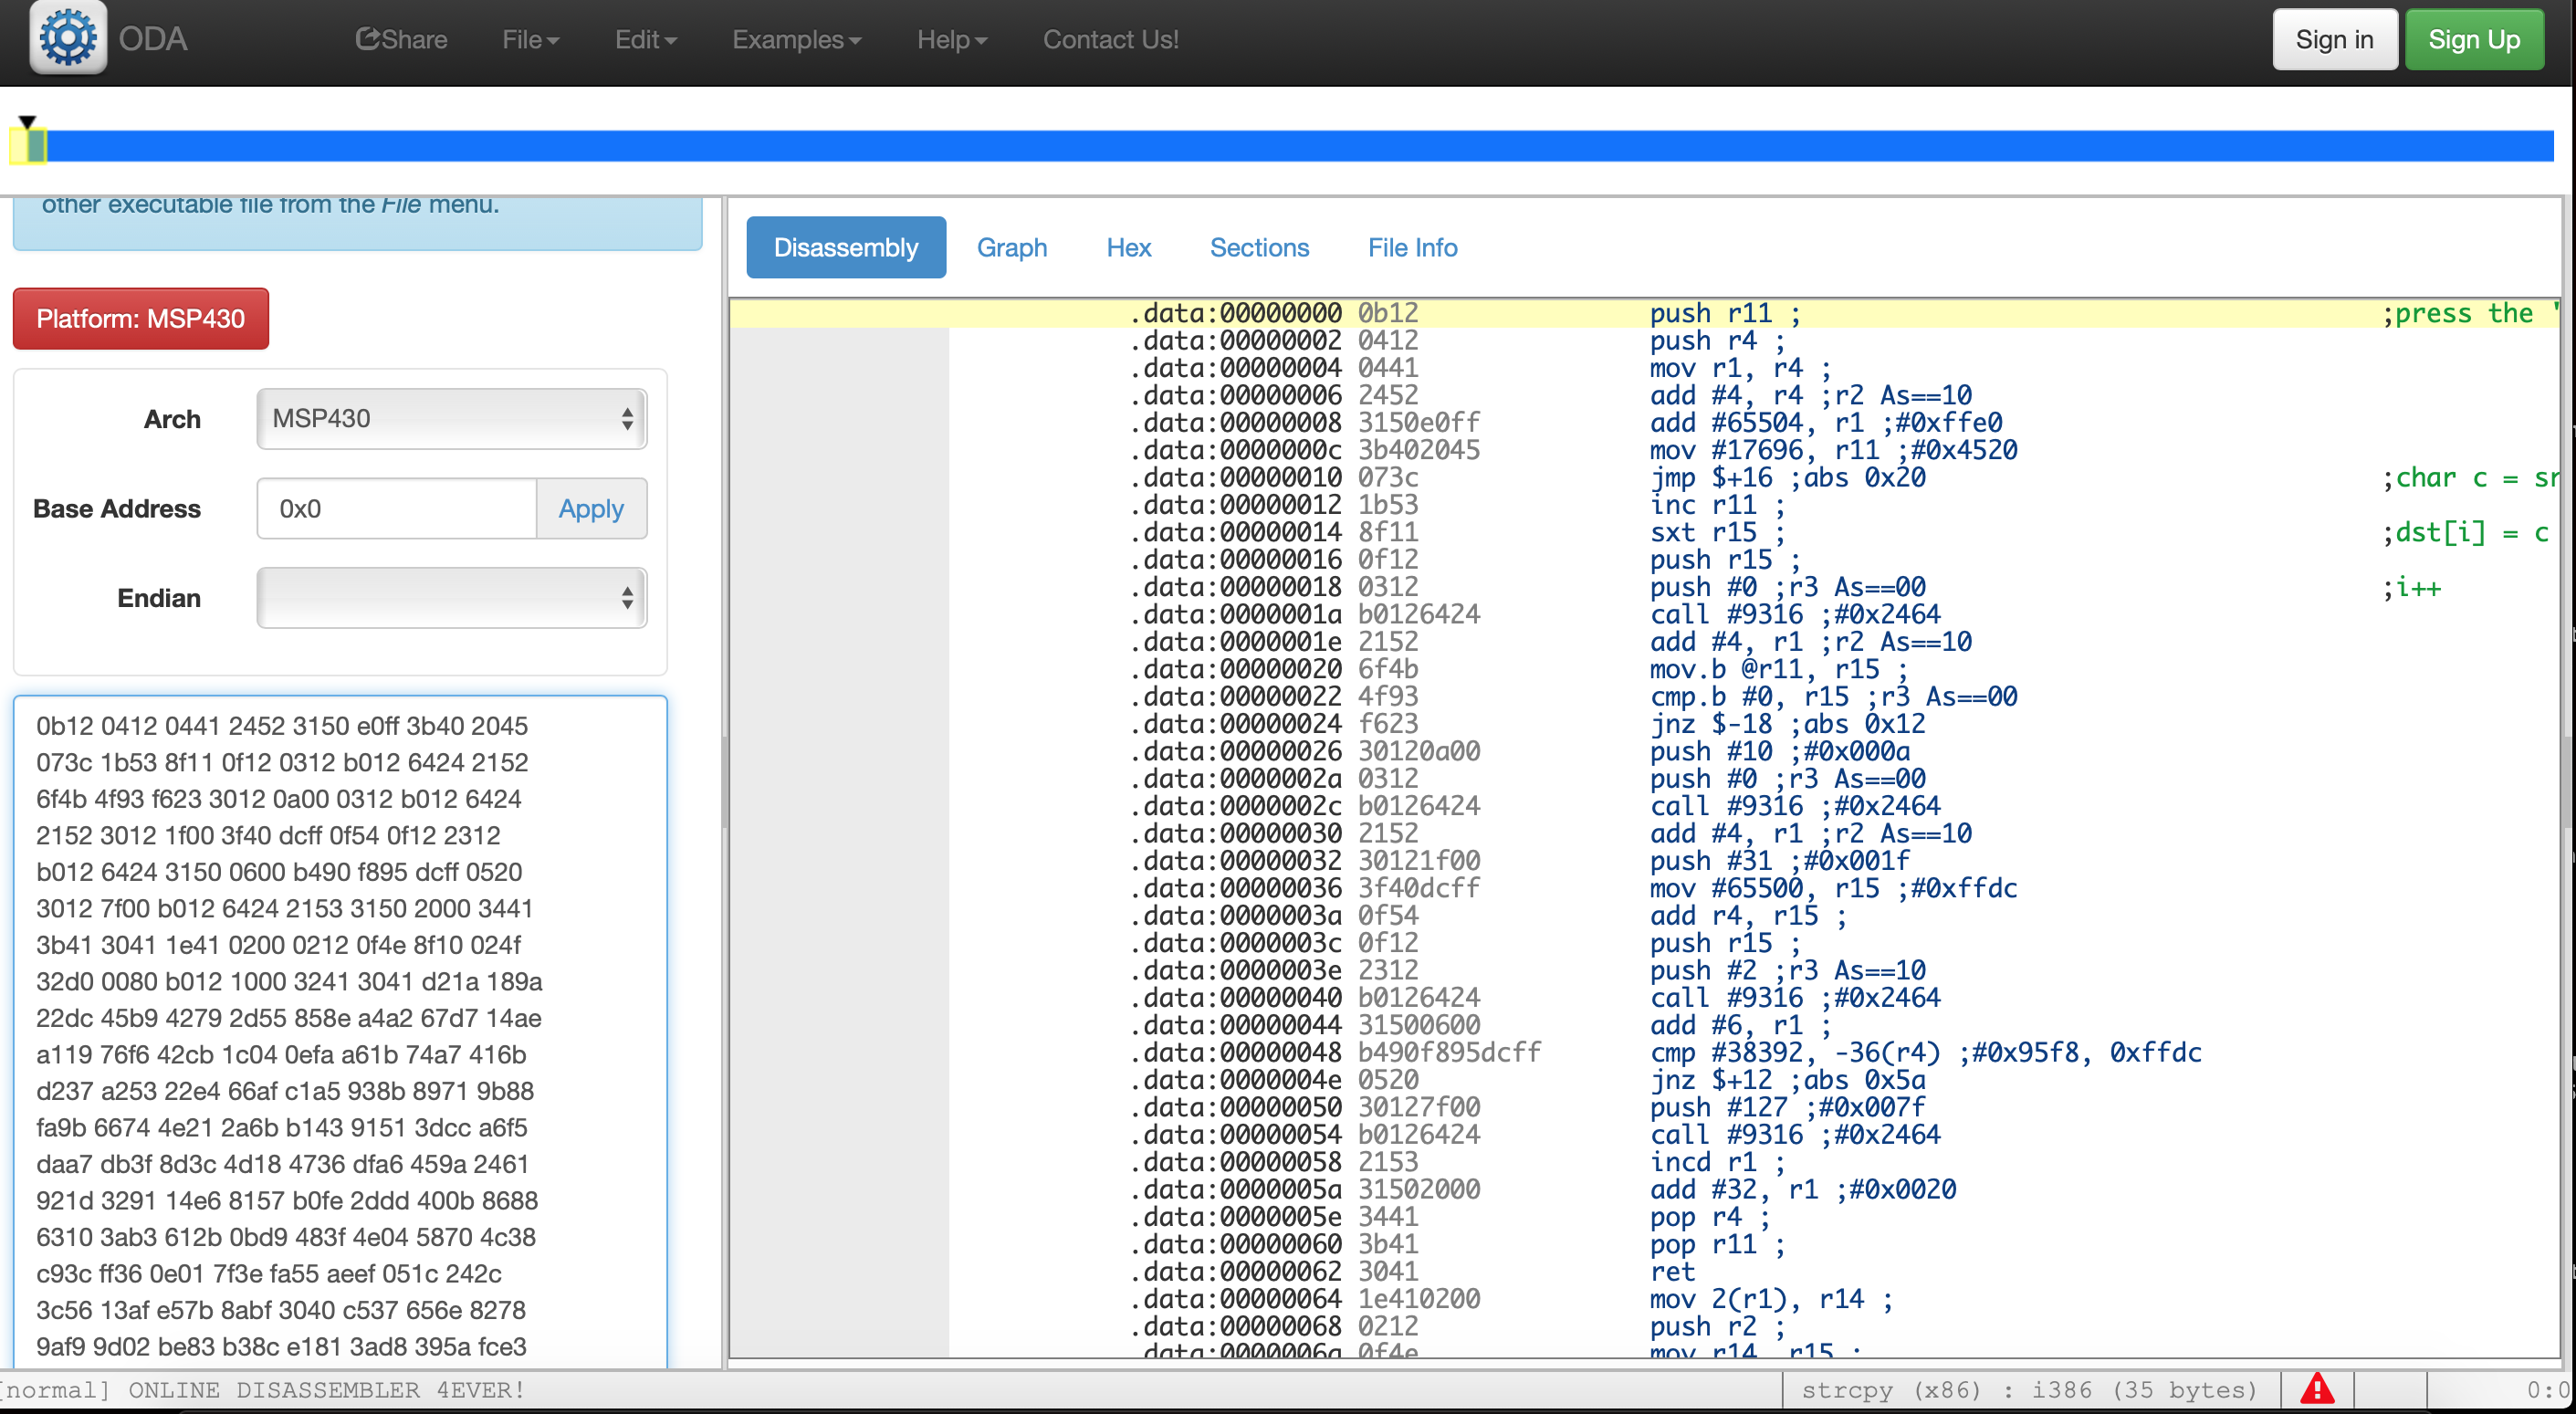 ODA Share File Edit Examples Help Contact Us! Sign in Sign Up
other executable file from the File menu.
Platform: MSP430
Arch MSP430
Base Address 0x0 Apply
Endian
0b12 0412 0441 2452 3150 e0ff 3b40 2045
073c 1b53 8f11 0f12 0312 b012 6424 2152
6f4b 4f93 f623 3012 0a00 0312 b012 6424
2152 3012 1f00 3f40 dcff 0f54 0f12 2312
b012 6424 3150 0600 b490 f895 dcff 0520
3012 7f00 b012 6424 2153 3150 2000 3441
3b41 3041 1e41 0200 0212 0f4e 8f10 024f
32d0 0080 b012 1000 3241 3041 d21a 189a
22dc 45b9 4279 2d55 858e a4a2 67d7 14ae
a119 76f6 42cb 1c04 0efa a61b 74a7 416b
d237 a253 22e4 66af c1a5 938b 8971 9b88
fa9b 6674 4e21 2a6b b143 9151 3dcc a6f5
daa7 db3f 8d3c 4d18 4736 dfa6 459a 2461
921d 3291 14e6 8157 b0fe 2ddd 400b 8688
6310 3ab3 612b 0bd9 483f 4e04 5870 4c38
c93c ff36 0e01 7f3e fa55 aeef 051c 242c
3c56 13af e57b 8abf 3040 c537 656e 8278
9af9 9d02 be83 b38c e181 3ad8 395a fce3
Disassembly Graph Hex Sections File Info
.data:00000000 0b12 push r11 ; ;press the '
.data:00000002 0412 push r4 ;
.data:00000004 0441 mov r1, r4 ;
.data:00000006 2452 add #4, r4 ;r2 As==10
.data:00000008 3150e0ff add #65504, r1 ;#0xffe0
.data:0000000c 3b402045 mov #17696, r11 ;#0x4520
.data:00000010 073c jmp $+16 ;abs 0x20 ;char c = sr
.data:00000012 1b53 inc r11 ;
.data:00000014 8f11 sxt r15 ; ;dst[i] = c
.data:00000016 0f12 push r15 ;
.data:00000018 0312 push #0 ;r3 As==00 ;i++
.data:0000001a b0126424 call #9316 ;#0x2464
.data:0000001e 2152 add #4, r1 ;r2 As==10
.data:00000020 6f4b mov.b @r11, r15 ;
.data:00000022 4f93 cmp.b #0, r15 ;r3 As==00
.data:00000024 f623 jnz $-18 ;abs 0x12
.data:00000026 30120a00 push #10 ;#0x000a
.data:0000002a 0312 push #0 ;r3 As==00
.data:0000002c b0126424 call #9316 ;#0x2464
.data:00000030 2152 add #4, r1 ;r2 As==10
.data:00000032 30121f00 push #31 ;#0x001f
.data:00000036 3f40dcff mov #65500, r15 ;#0xffdc
.data:0000003a 0f54 add r4, r15 ;
.data:0000003c 0f12 push r15 ;
.data:0000003e 2312 push #2 ;r3 As==10
.data:00000040 b0126424 call #9316 ;#0x2464
.data:00000044 31500600 add #6, r1 ;
.data:00000048 b490f895dcff cmp #38392, -36(r4) ;#0x95f8, 0xffdc
.data:0000004e 0520 jnz $+12 ;abs 0x5a
.data:00000050 30127f00 push #127 ;#0x007f
.data:00000054 b0126424 call #9316 ;#0x2464
.data:00000058 2153 incd r1 ;
.data:0000005a 31502000 add #32, r1 ;#0x0020
.data:0000005e 3441 pop r4 ;
.data:00000060 3b41 pop r11 ;
.data:00000062 3041 ret
.data:00000064 1e410200 mov 2(r1), r14 ;
.data:00000068 0212 push r2 ;
.data:0000006a 0f4e mov r14, r15 ;
[normal] ONLINE DISASSEMBLER 4EVER! strcpy (x86) : i386 (35 bytes) 0:0